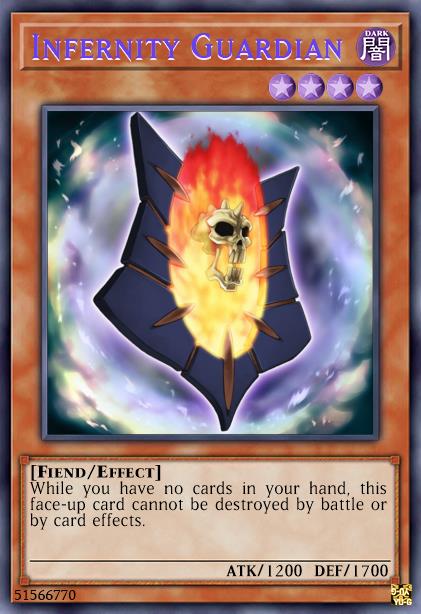 INFERNITY GUARDIAN
DARK
闇
[FIEND/EFFECT]
While you have no cards in your hand, this
face-up card cannot be destroyed by battle or
by card effects.
ATK/1200 DEF/1700
51566770